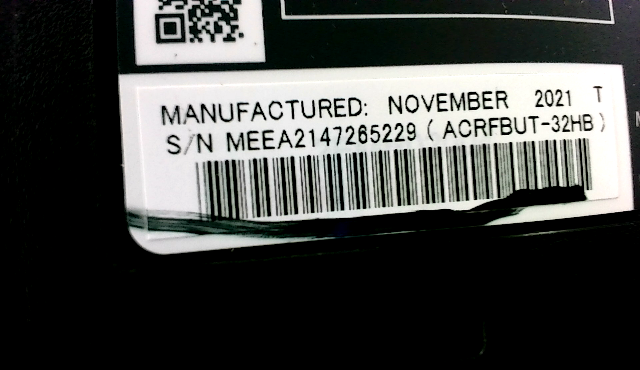 MANUFACTURED: NOVEMBER 2021 T
S/N MEEA2147265229 (ACRFBUT-32HB)